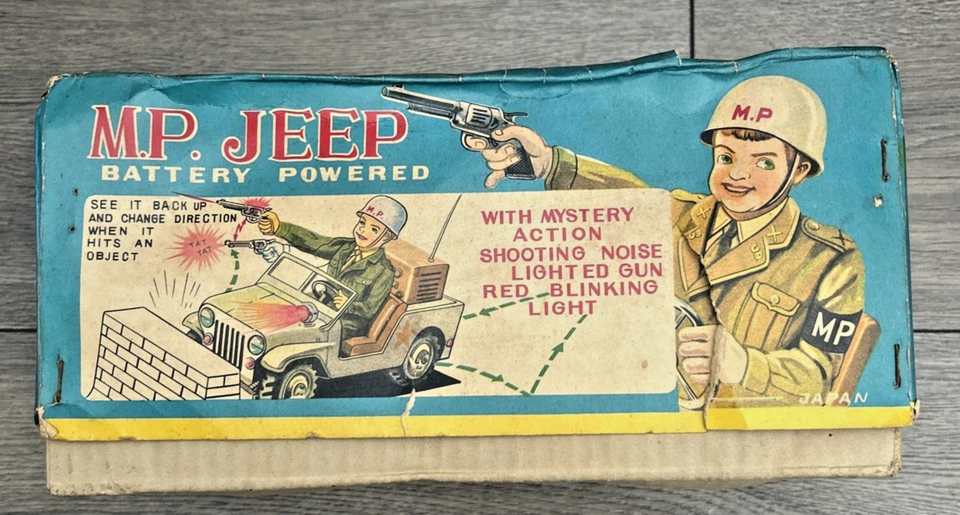 M.P. JEEP
BATTERY POWERED
SEE IT BACK UP
AND CHANGE DIRECTION
WHEN IT
HITS AN
OBJECT
TAT
TAT
M.P
WITH MYSTERY
ACTION
SHOOTING NOISE
LIGHTED GUN
RED BLINKING
LIGHT
M.P
MP
JAPAN